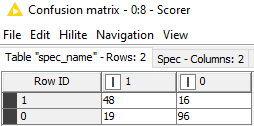 Confusion matrix - 0:8 - Scorer
File Edit Hilite Navigation View
Table "spec_name" - Rows: 2 Spec - Columns: 2
Row ID I 1 I 0
1 48 16
0 19 96